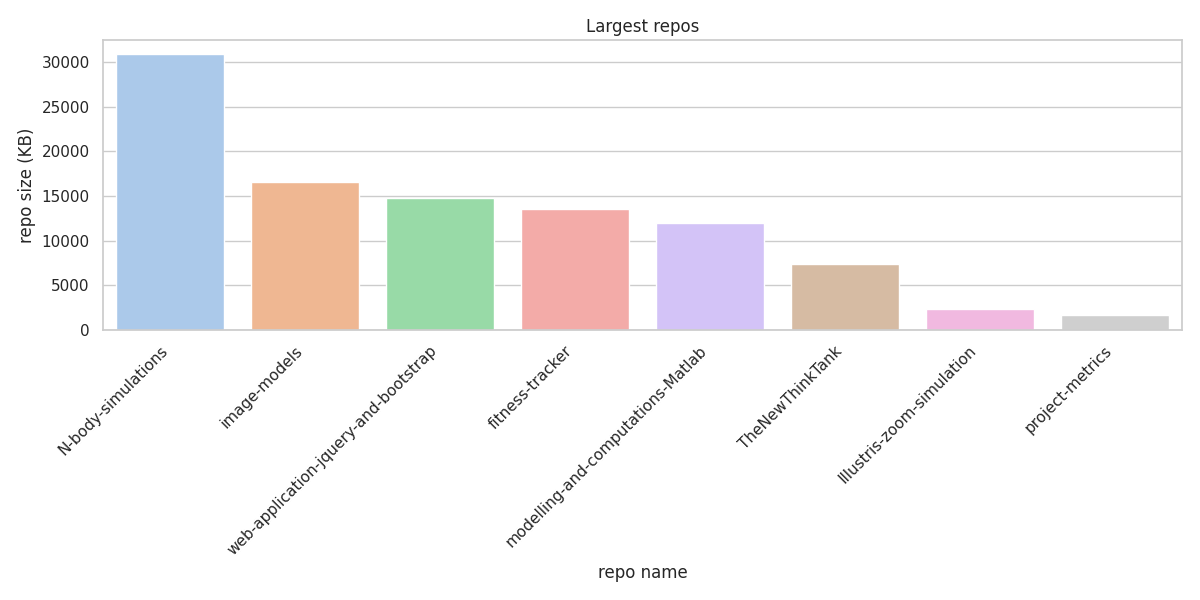 Largest repos
repo size (KB)
30000
25000
20000
15000
10000
5000
0
N-body-simulations
image-models
web-application-jquery-and-bootstrap
fitness-tracker
modelling-and-computations-Matlab
TheNewThinkTank
Illustris-zoom-simulation
project-metrics
repo name